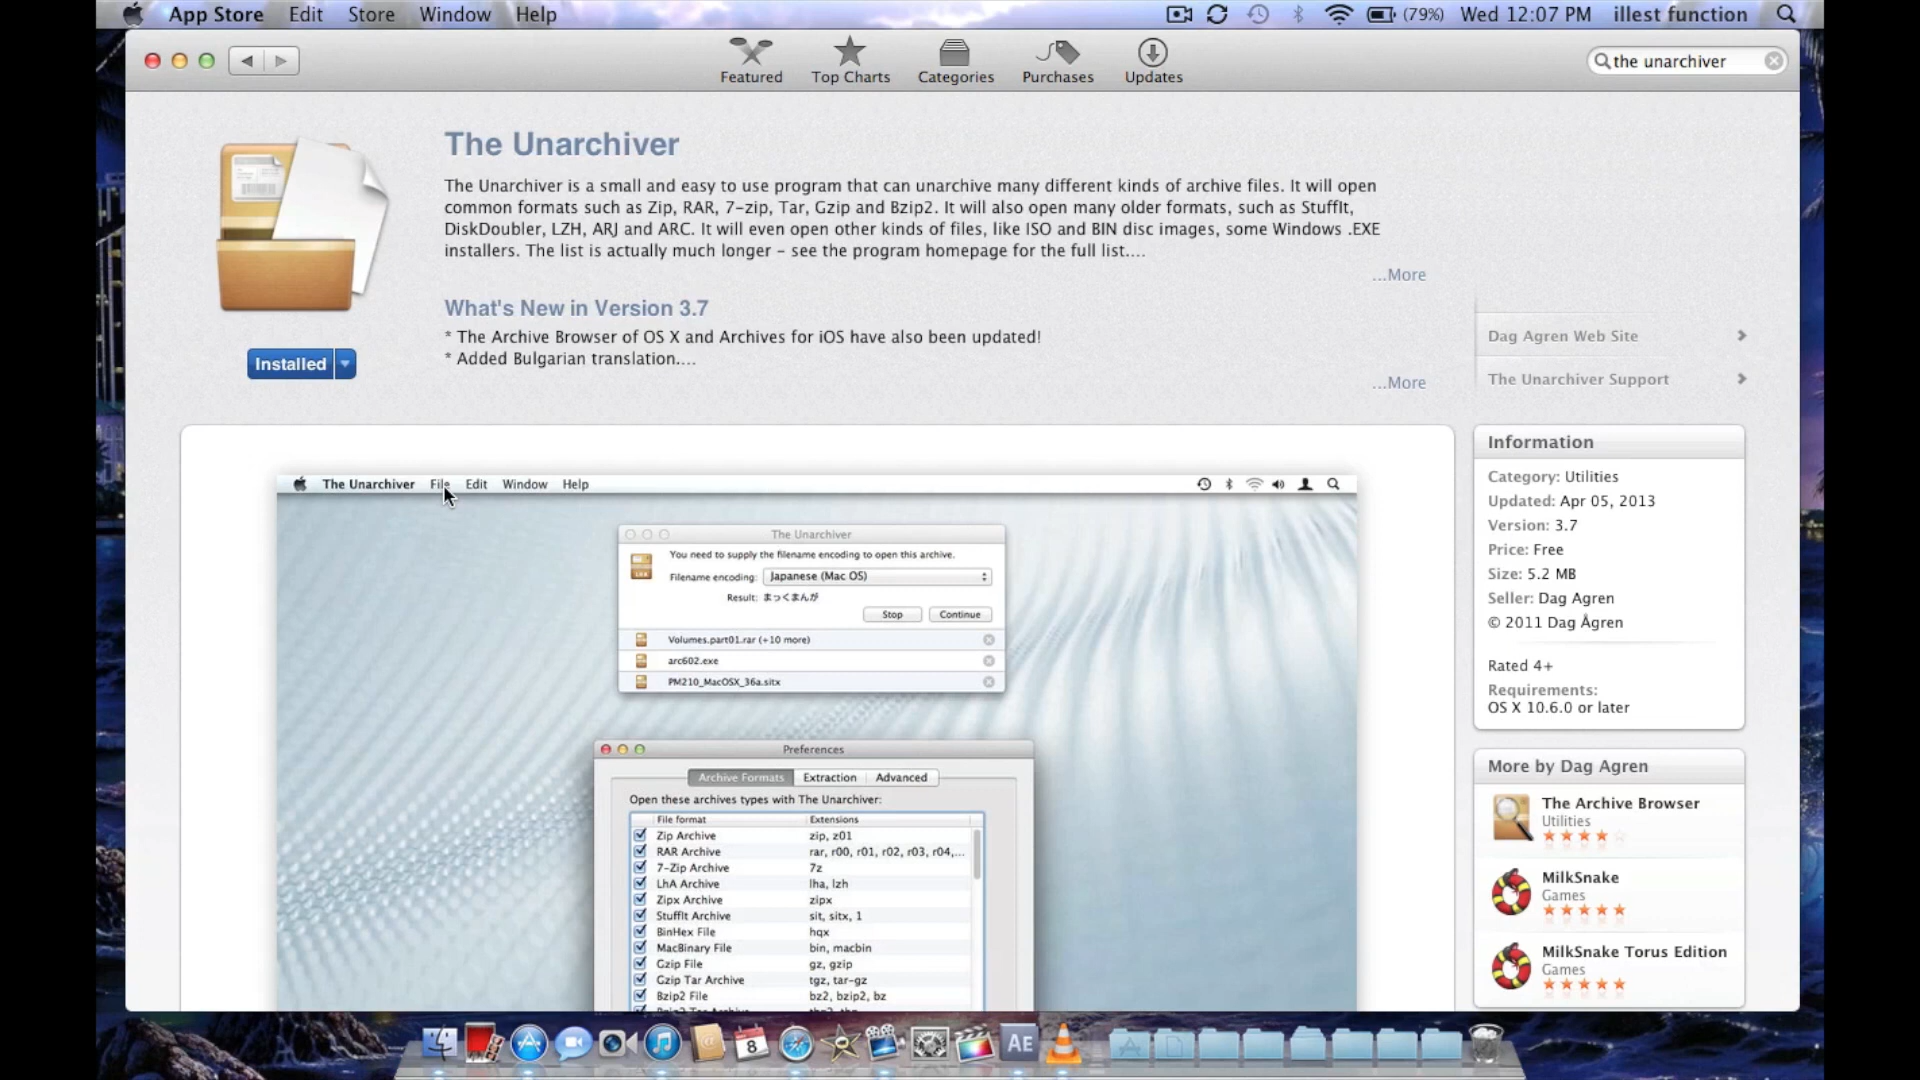 App Store Edit Store Window Help
(79%) Wed 12:07 PM illest function
Featured Top Charts Categories Purchases Updates
the unarchiver
The Unarchiver
The Unarchiver is a small and easy to use program that can unarchive many different kinds of archive files. It will open
common formats such as Zip, RAR, 7-zip, Tar, Gzip and Bzip2. It will also open many older formats, such as StuffIt,
DiskDoubler, LZH, ARJ and ARC. It will even open other kinds of files, like ISO and BIN disc images, some Windows .EXE
installers. The list is actually much longer – see the program homepage for the full list....
...More
What's New in Version 3.7
* The Archive Browser of OS X and Archives for iOS have also been updated!
* Added Bulgarian translation....
...More
Installed
Dag Agren Web Site
The Unarchiver Support
The Unarchiver File Edit Window Help
The Unarchiver
You need to supply the filename encoding to open this archive.
Filename encoding: Japanese (Mac OS)
Result: まっくまんが
Stop Continue
Volumes.part01.rar (+10 more)
arc602.exe
PM210_MacOSX_36a.sitx
Preferences
Archive Formats Extraction Advanced
Open these archives types with The Unarchiver:
File format Extensions
Zip Archive zip, z01
RAR Archive rar, r00, r01, r02, r03, r04,...
7-Zip Archive 7z
LhA Archive lha, lzh
Zipx Archive zipx
StuffIt Archive sit, sitx, 1
BinHex File hqx
MacBinary File bin, macbin
Gzip File gz, gzip
Gzip Tar Archive tgz, tar-gz
Bzip2 File bz2, bzip2, bz
Information
Category: Utilities
Updated: Apr 05, 2013
Version: 3.7
Price: Free
Size: 5.2 MB
Seller: Dag Agren
© 2011 Dag Ågren
Rated 4+
Requirements:
OS X 10.6.0 or later
More by Dag Agren
The Archive Browser
Utilities
MilkSnake
Games
MilkSnake Torus Edition
Games
8
AE